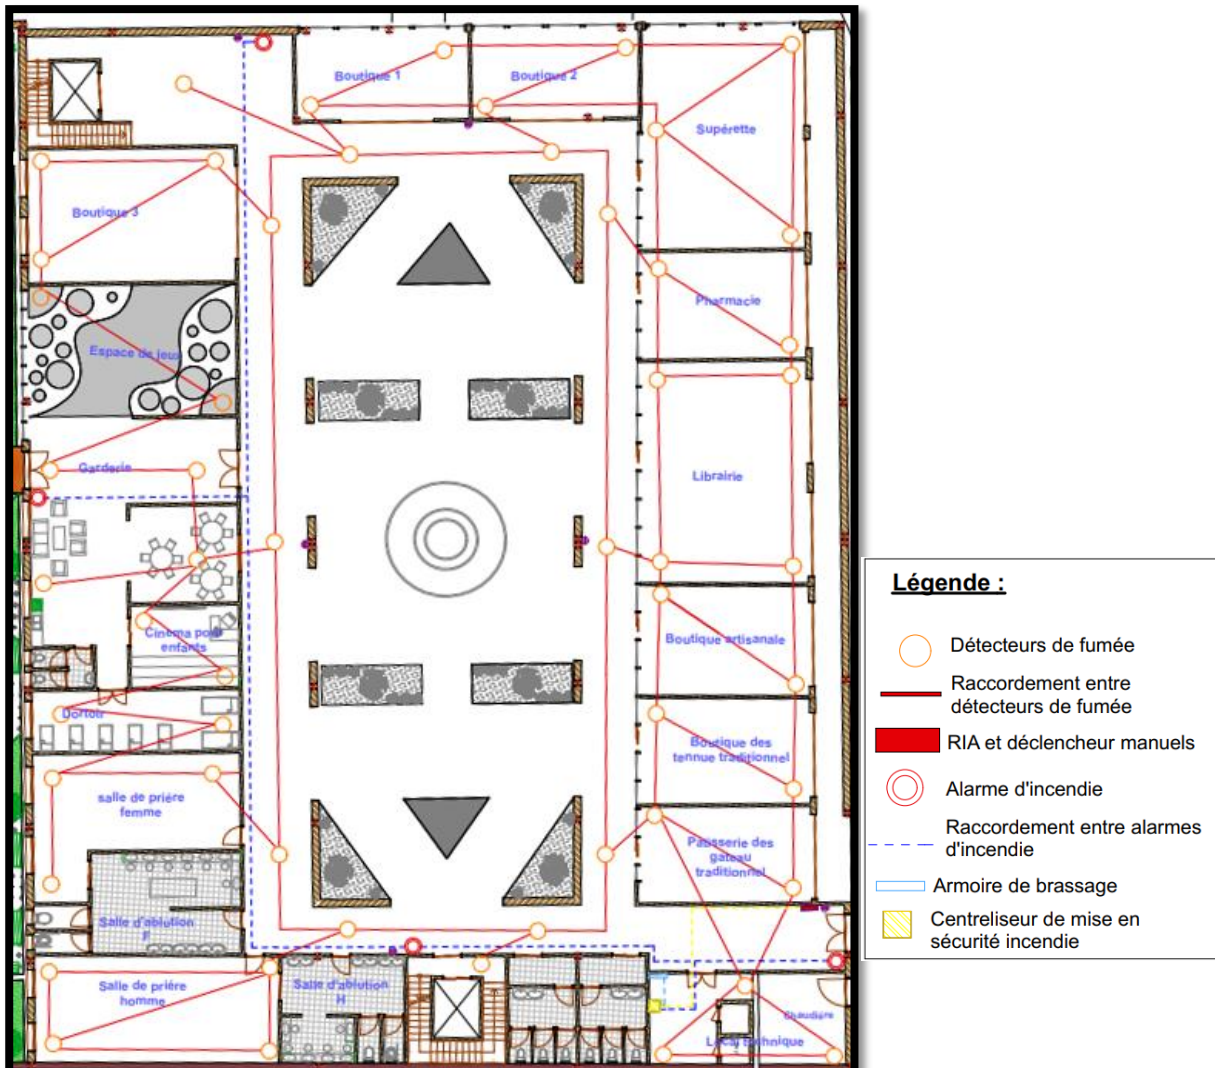 Boutique 1
Boutique 2
Supérette
Boutique 3
Pharmacie
Espace de jeux
Garderie
Librairie
Cinéma pour
enfants
Boutique artisanale
Dortoir
Boutique des
tenue traditionnel
salle de prière
femme
Patisserie des
gateau
traditionnel
Salle d'ablution
F
Salle de prière
homme
Salle d'ablution
H
Chaudière
Local technique
Légende :
Détecteurs de fumée
Raccordement entre
détecteurs de fumée
RIA et déclencheur manuels
Alarme d'incendie
Raccordement entre alarmes
d'incendie
Armoire de brassage
Centreliseur de mise en
sécurité incendie